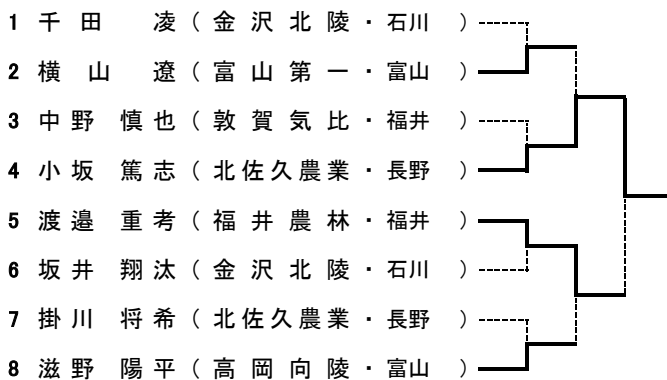 1 千田 凌（金沢北陵・石川）
2 横山 遼（富山第一・富山）
3 中野 慎也（敦賀気比・福井）
4 小坂 篤志（北佐久農業・長野）
5 渡邉 重考（福井農林・福井）
6 坂井 翔汰（金沢北陵・石川）
7 掛川 将希（北佐久農業・長野）
8 滋野 陽平（高岡向陵・富山）